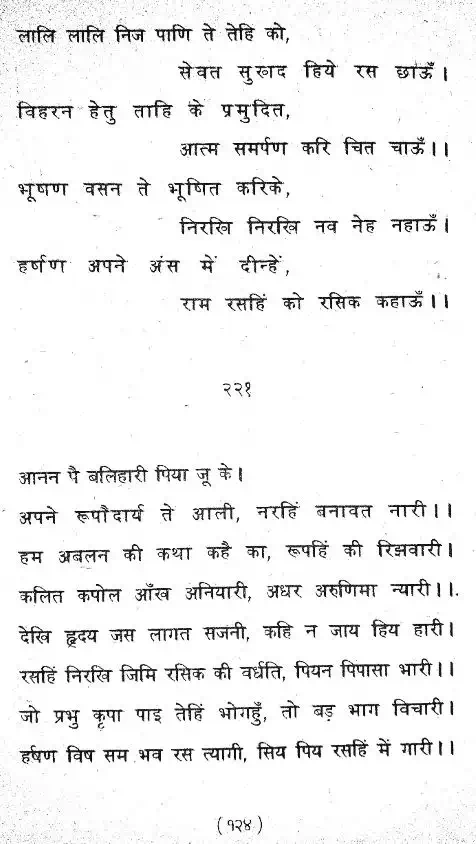 लालि लालि निज पाणि ते तेहि को,
सेवत सुखद हिये रस छाऊँ।
विहरन हेतु ताहि के प्रमुदित,
आत्म समर्पण करि चित चाऊँ।।
भूषण वसन ते भूषित करिके,
निरखि निरखि नव नेह नहाऊँ।
हर्षण अपने अंस में दीन्हें,
राम रसहिं को रसिक कहाऊँ।।
२२१
आनन पै बलिहारी पिया जू के।
अपने रूपौदार्य ते आली, नरहिं बनावत नारी।।
हम अबलन की कथा कहै का, रूपहिं की रिझवारी।
कलित कपोल आँख अनियारी, अधर अरुणिमा न्यारी।।.
देखि हृदय जस लागत सजनी, कहि न जाय हिय हारी।
रसहिं निरखि जिमि रसिक की वर्धति, पियन पिपासा भारी।।
जो प्रभु कृपा पाइ तेहिं भोगहुँ, तो बड़ भाग विचारी।
हर्षण विष सम भव रस त्यागी, सिय पिय रसहिं में गारी।।
(१२४)